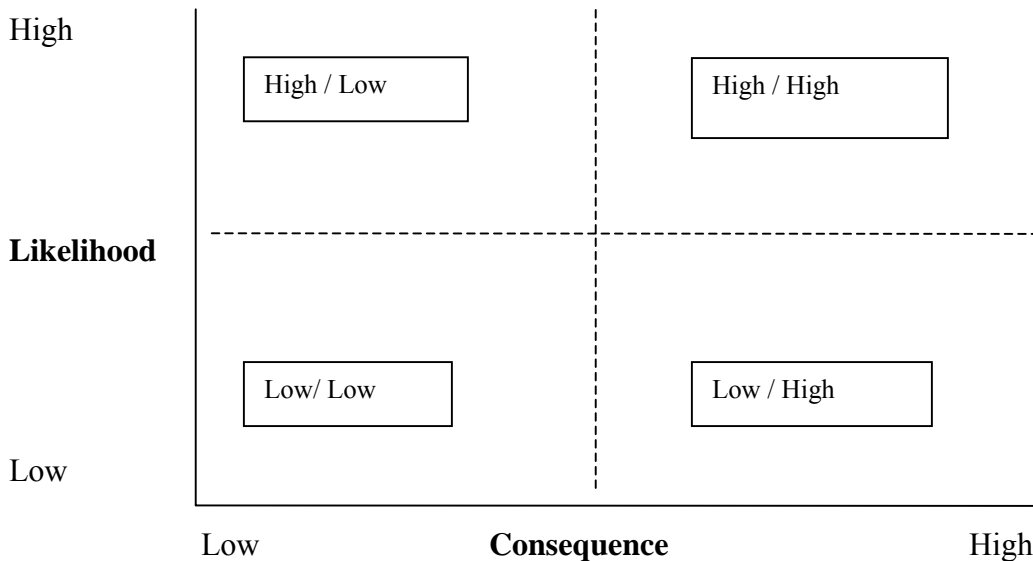 High
High / Low
High / High
Likelihood
Low/ Low
Low / High
Low
Low Consequence High